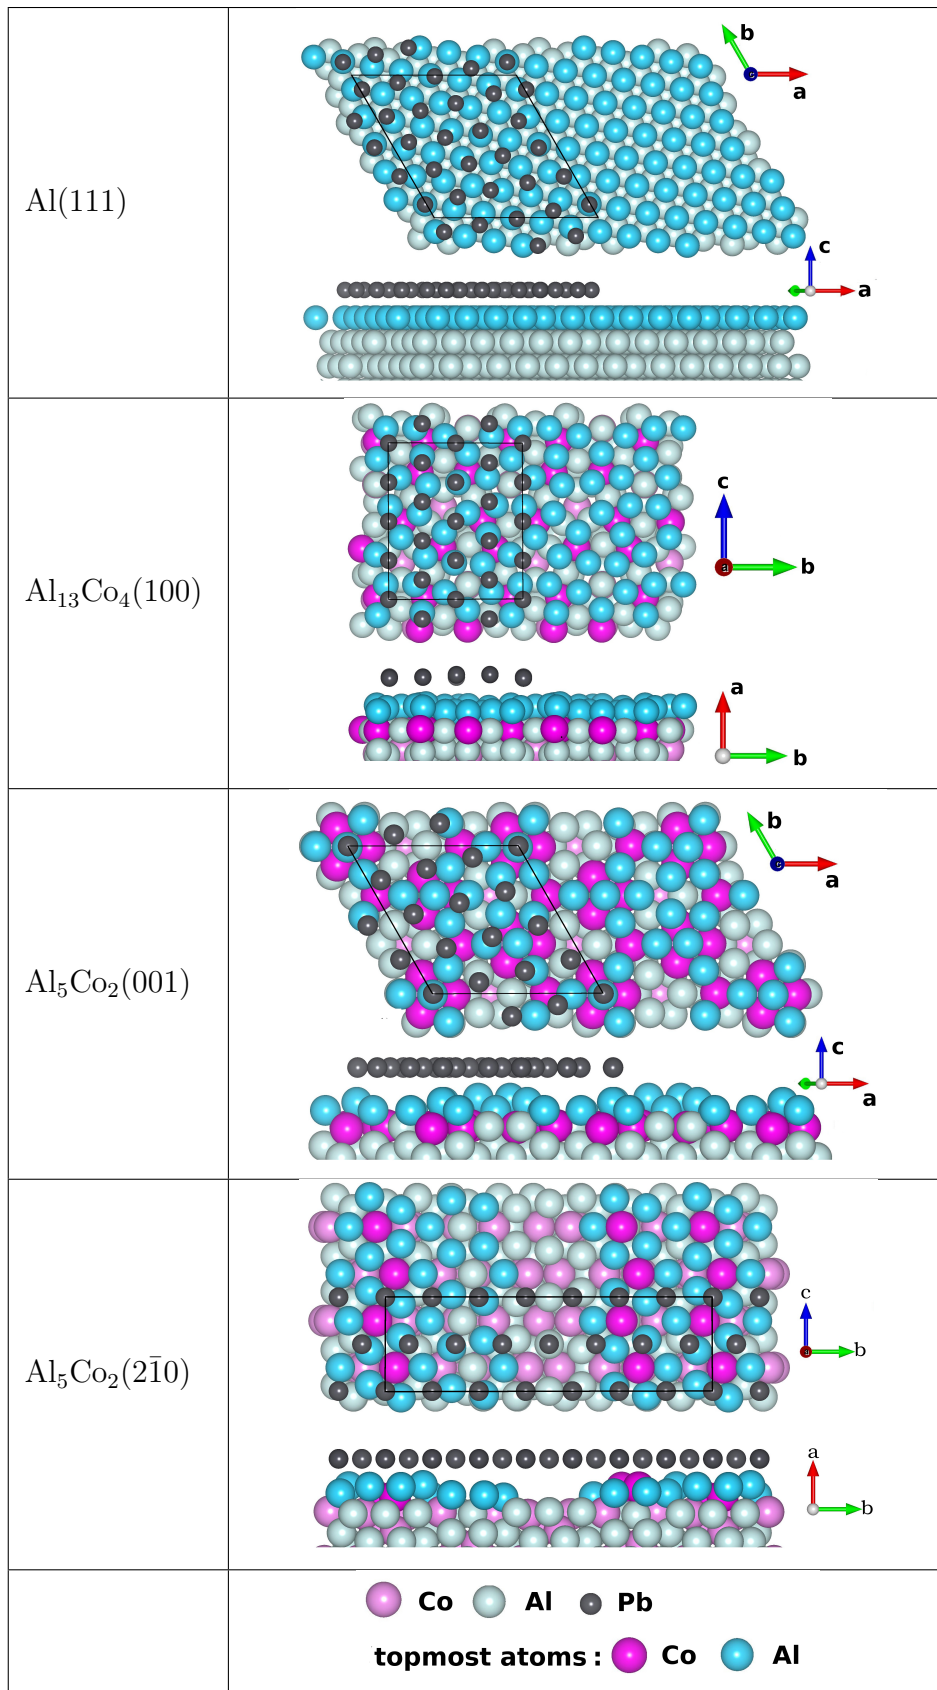 b
a
Al(111)
c
a
c
Al₁₃Co₄(100)
a
b
a
b
b
a
Al₅Co₂(001)
c
a
c
a
b
Al₅Co₂(21̄0)
a
b
Co Al Pb
topmost atoms : Co Al